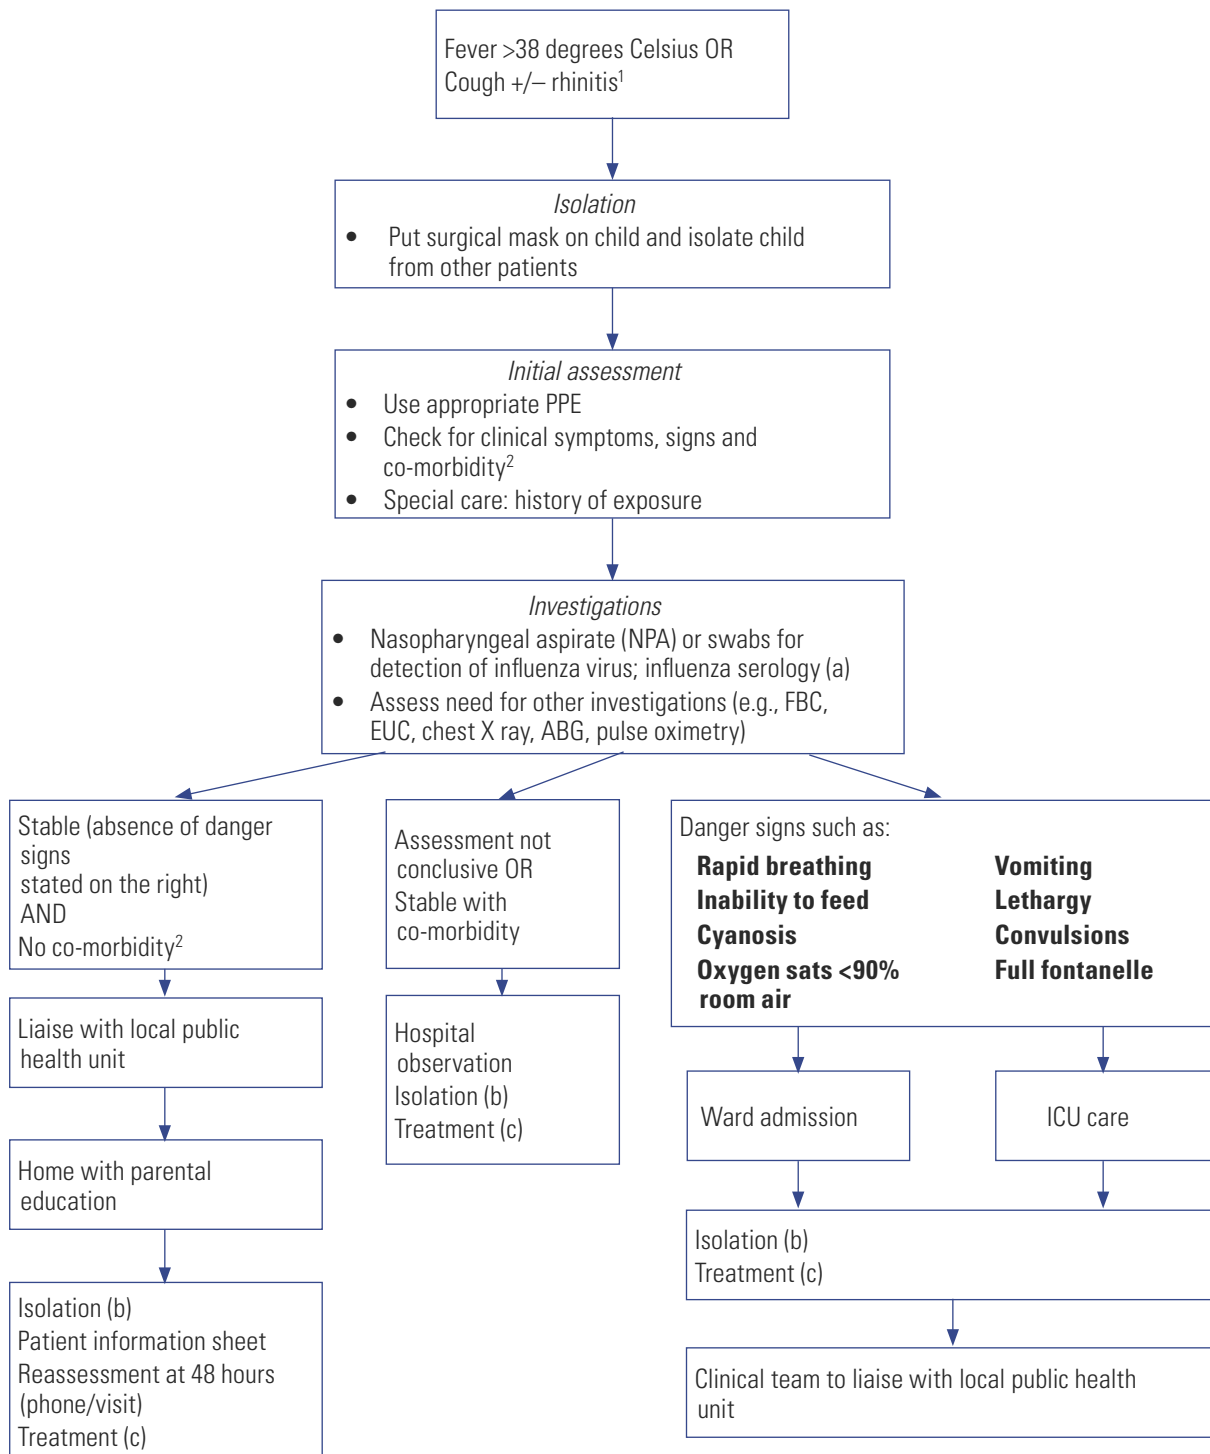 Fever >38 degrees Celsius OR
Cough +/– rhinitis1
Isolation
• Put surgical mask on child and isolate child
from other patients
Initial assessment
• Use appropriate PPE
• Check for clinical symptoms, signs and
co-morbidity2
• Special care: history of exposure
Investigations
• Nasopharyngeal aspirate (NPA) or swabs for
detection of influenza virus; influenza serology (a)
• Assess need for other investigations (e.g., FBC,
EUC, chest X ray, ABG, pulse oximetry)
Stable (absence of danger
signs
stated on the right)
AND
No co-morbidity2
Liaise with local public
health unit
Home with parental
education
Isolation (b)
Patient information sheet
Reassessment at 48 hours
(phone/visit)
Treatment (c)
Assessment not
conclusive OR
Stable with
co-morbidity
Hospital
observation
Isolation (b)
Treatment (c)
Danger signs such as:
Rapid breathing
Inability to feed
Cyanosis
Oxygen sats <90%
room air
Vomiting
Lethargy
Convulsions
Full fontanelle
Ward admission
ICU care
Isolation (b)
Treatment (c)
Clinical team to liaise with local public health
unit